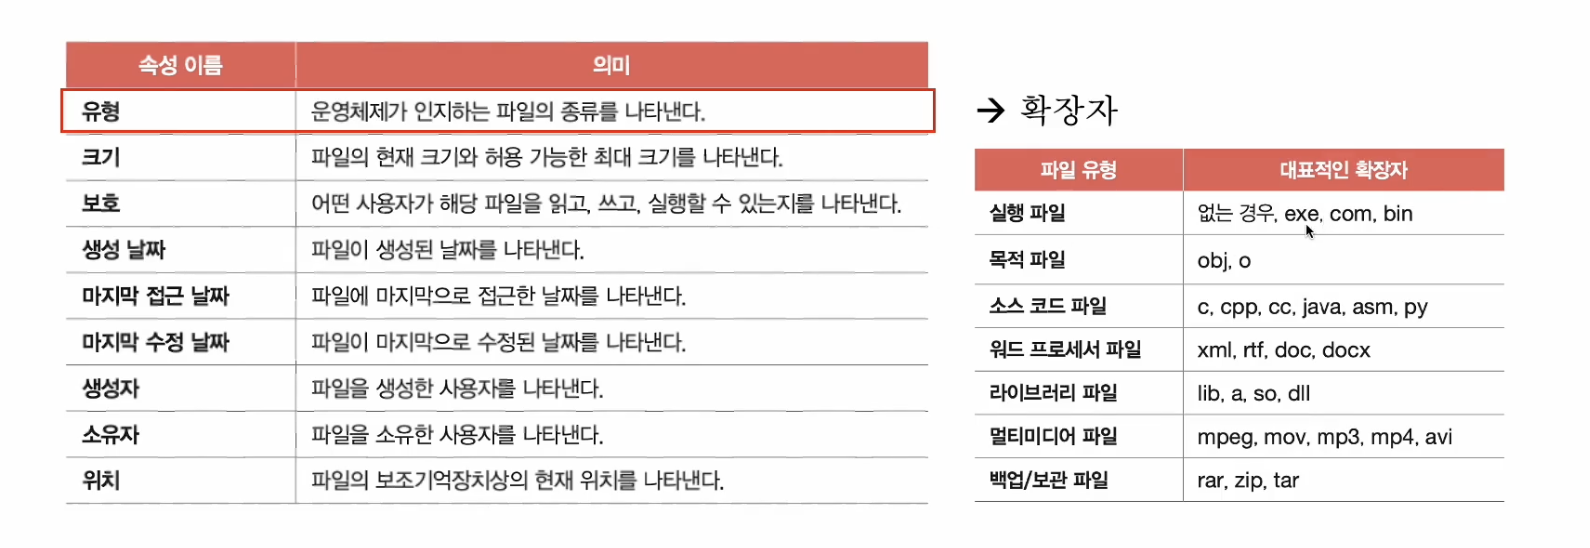 속성 이름 의미
유형 운영체제가 인지하는 파일의 종류를 나타낸다.
크기 파일의 현재 크기와 허용 가능한 최대 크기를 나타낸다.
보호 어떤 사용자가 해당 파일을 읽고, 쓰고, 실행할 수 있는지를 나타낸다.
생성 날짜 파일이 생성된 날짜를 나타낸다.
마지막 접근 날짜 파일에 마지막으로 접근한 날짜를 나타낸다.
마지막 수정 날짜 파일이 마지막으로 수정된 날짜를 나타낸다.
생성자 파일을 생성한 사용자를 나타낸다.
소유자 파일을 소유한 사용자를 나타낸다.
위치 파일의 보조기억장치상의 현재 위치를 나타낸다.
→ 확장자
파일 유형 대표적인 확장자
실행 파일 없는 경우, exe, com, bin
목적 파일 obj, o
소스 코드 파일 c, cpp, cc, java, asm, py
워드 프로세서 파일 xml, rtf, doc, docx
라이브러리 파일 lib, a, so, dll
멀티미디어 파일 mpeg, mov, mp3, mp4, avi
백업/보관 파일 rar, zip, tar